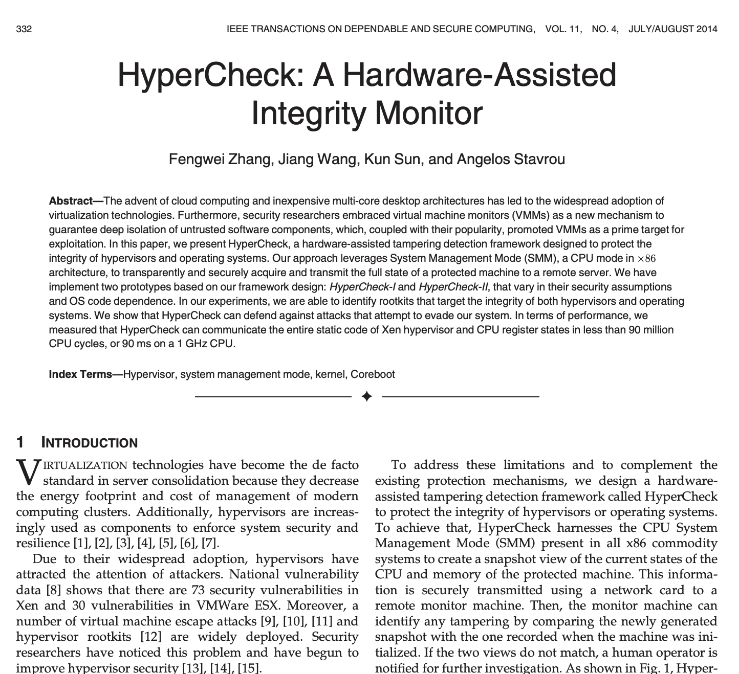 332
IEEE TRANSACTIONS ON DEPENDABLE AND SECURE COMPUTING, VOL. 11, NO. 4, JULY/AUGUST 2014
HyperCheck: A Hardware-Assisted
Integrity Monitor
Fengwei Zhang, Jiang Wang, Kun Sun, and Angelos Stavrou
Abstract—The advent of cloud computing and inexpensive multi-core desktop architectures has led to the widespread adoption of
virtualization technologies. Furthermore, security researchers embraced virtual machine monitors (VMMs) as a new mechanism to
guarantee deep isolation of untrusted software components, which, coupled with their popularity, promoted VMMs as a prime target for
exploitation. In this paper, we present HyperCheck, a hardware-assisted tampering detection framework designed to protect the
integrity of hypervisors and operating systems. Our approach leverages System Management Mode (SMM), a CPU mode in ×86
architecture, to transparently and securely acquire and transmit the full state of a protected machine to a remote server. We have
implement two prototypes based on our framework design: HyperCheck-I and HyperCheck-II, that vary in their security assumptions
and OS code dependence. In our experiments, we are able to identify rootkits that target the integrity of both hypervisors and operating
systems. We show that HyperCheck can defend against attacks that attempt to evade our system. In terms of performance, we
measured that HyperCheck can communicate the entire static code of Xen hypervisor and CPU register states in less than 90 million
CPU cycles, or 90 ms on a 1 GHz CPU.
Index Terms—Hypervisor, system management mode, kernel, Coreboot
1 INTRODUCTION
VIRTUALIZATION technologies have become the de facto
standard in server consolidation because they decrease
the energy footprint and cost of management of modern
computing clusters. Additionally, hypervisors are increas-
ingly used as components to enforce system security and
resilience [1], [2], [3], [4], [5], [6], [7].
Due to their widespread adoption, hypervisors have
attracted the attention of attackers. National vulnerability
data [8] shows that there are 73 security vulnerabilities in
Xen and 30 vulnerabilities in VMWare ESX. Moreover, a
number of virtual machine escape attacks [9], [10], [11] and
hypervisor rootkits [12] are widely deployed. Security
researchers have noticed this problem and have begun to
improve hypervisor security [13], [14], [15].
To address these limitations and to complement the
existing protection mechanisms, we design a hardware-
assisted tampering detection framework called HyperCheck
to protect the integrity of hypervisors or operating systems.
To achieve that, HyperCheck harnesses the CPU System
Management Mode (SMM) present in all x86 commodity
systems to create a snapshot view of the current states of the
CPU and memory of the protected machine. This informa-
tion is securely transmitted using a network card to a
remote monitor machine. Then, the monitor machine can
identify any tampering by comparing the newly generated
snapshot with the one recorded when the machine was ini-
tialized. If the two views do not match, a human operator is
notified for further investigation. As shown in Fig. 1, Hyper-